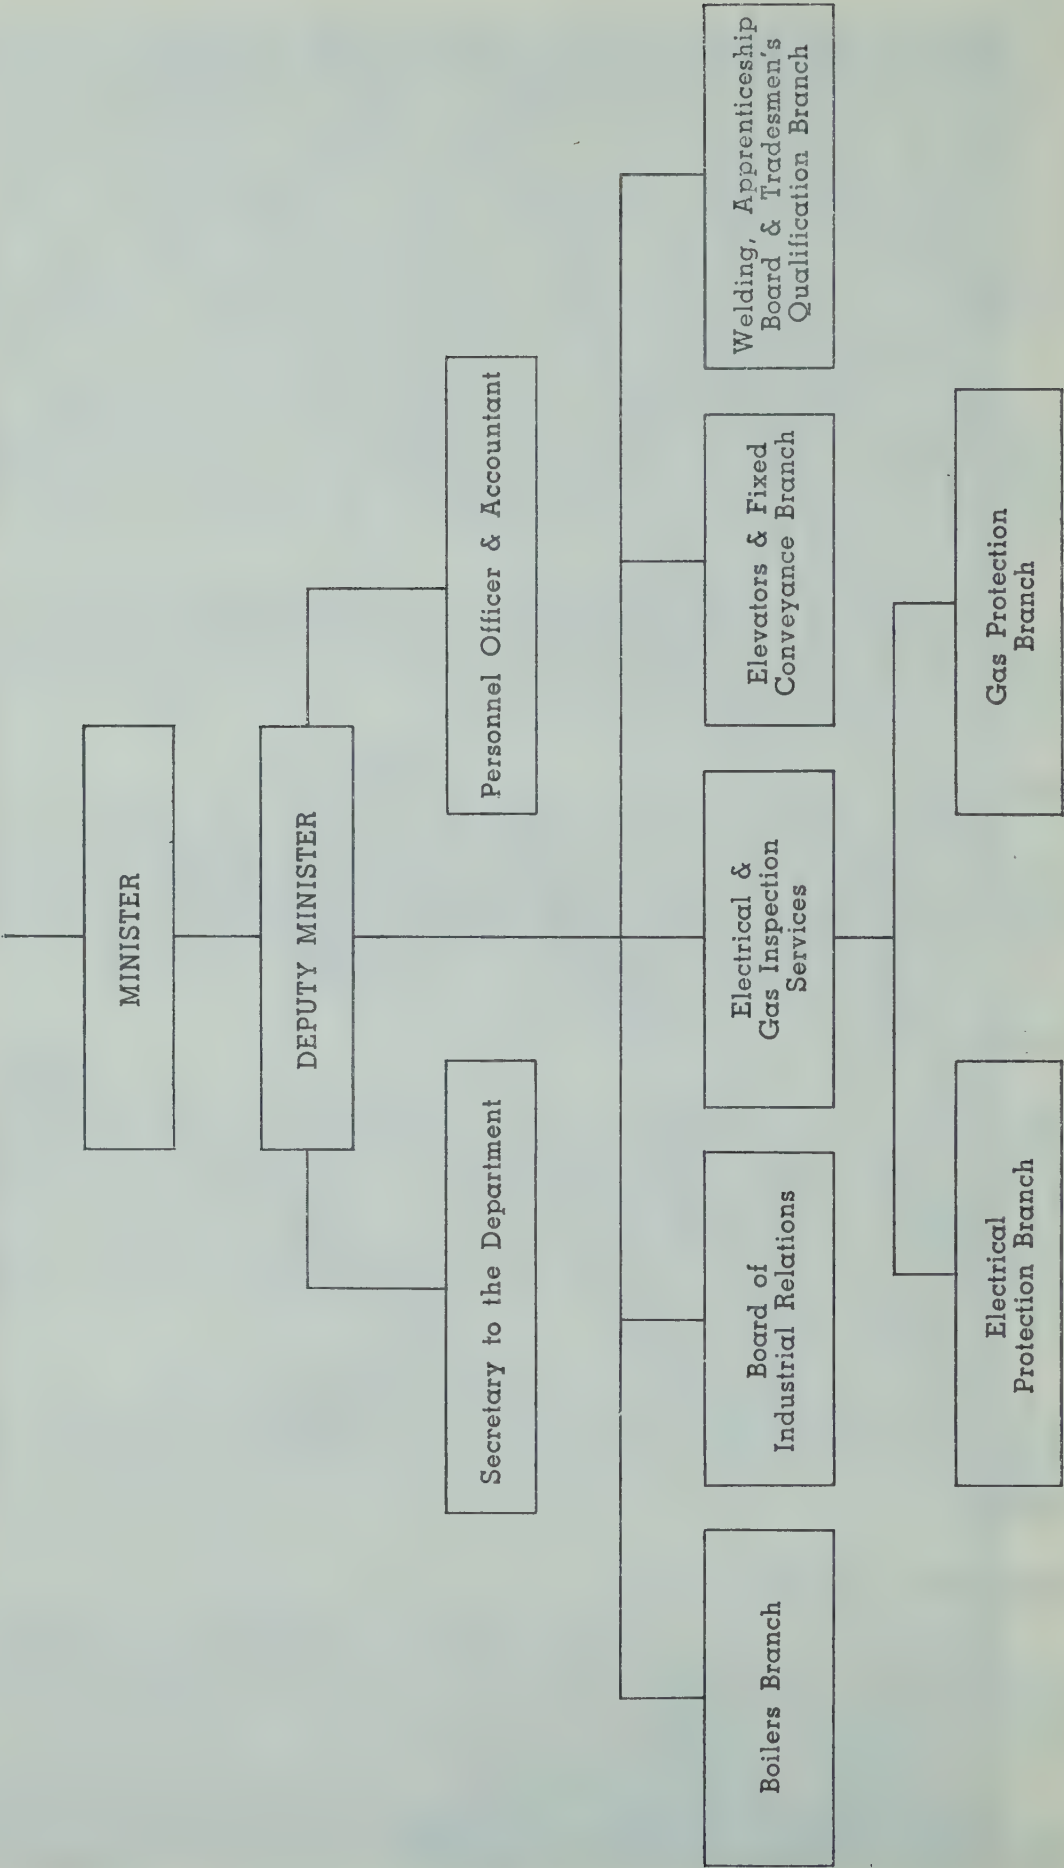 MINISTER
DEPUTY MINISTER
Secretary to the Department
Personnel Officer & Accountant
Boilers Branch
Board of
Industrial Relations
Electrical &
Gas Inspection
Services
Elevators & Fixed
Conveyance Branch
Welding, Apprenticeship
Board & Tradesmen's
Qualification Branch
Electrical
Protection Branch
Gas Protection
Branch